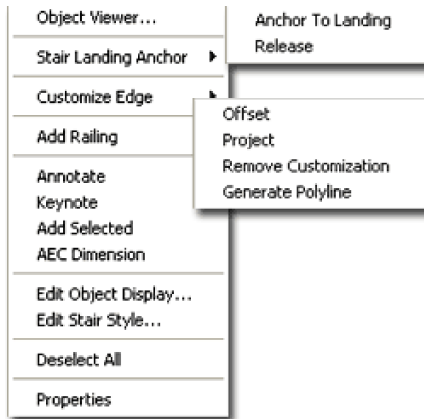 Object Viewer...
Stair Landing Anchor
Anchor To Landing
Release
Customize Edge
Offset
Project
Remove Customization
Generate Polyline
Add Railing
Annotate
Keynote
Add Selected
AEC Dimension
Edit Object Display...
Edit Stair Style...
Deselect All
Properties